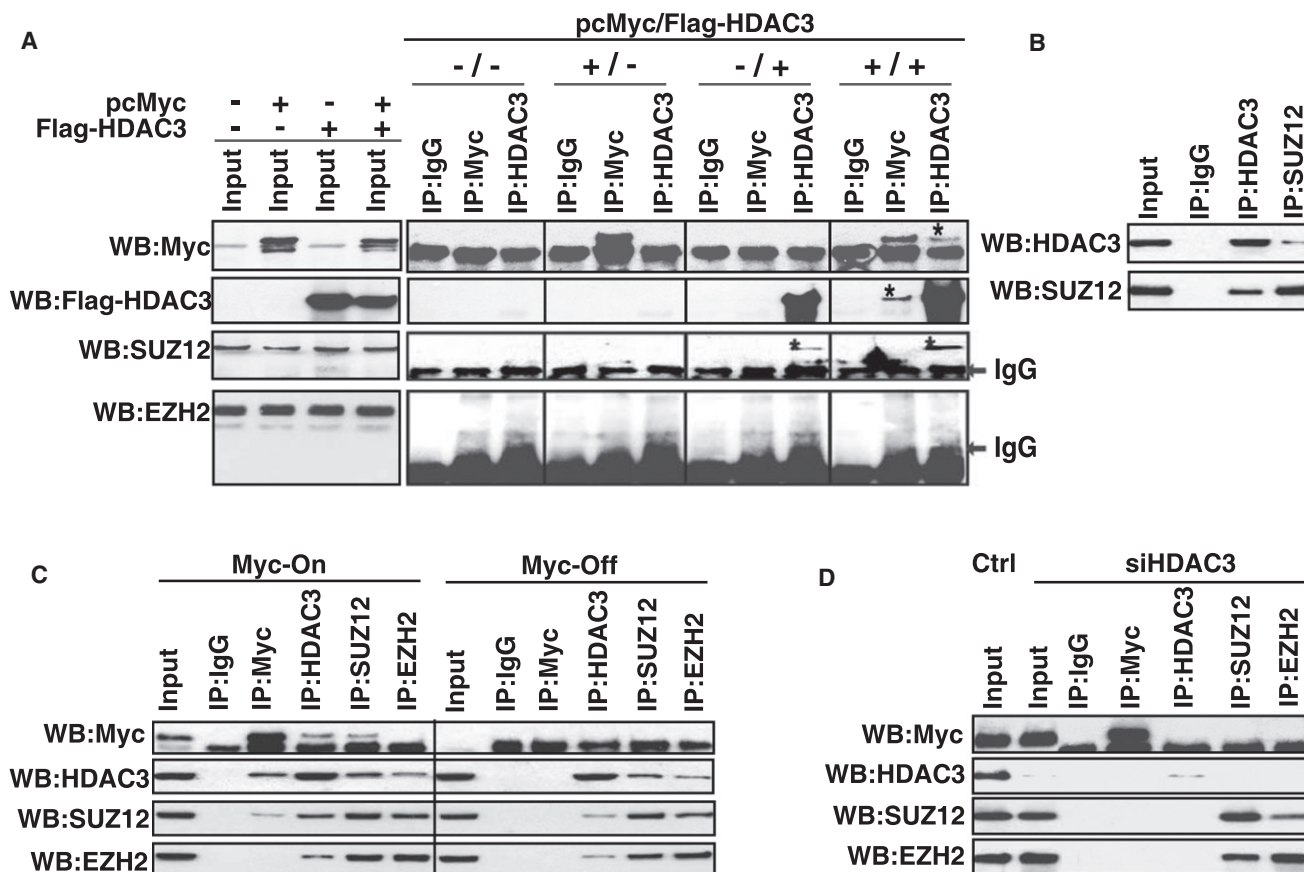 A
pcMyc/Flag-HDAC3
B
- / -
+ / -
- / +
+ / +
pcMyc - + - +
Flag-HDAC3 - - + +
Input Input Input Input
IP:IgG IP:Myc IP:HDAC3 IP:IgG IP:Myc IP:HDAC3 IP:IgG IP:Myc IP:HDAC3 IP:IgG IP:Myc IP:HDAC3
Input IP:IgG IP:HDAC3 IP:SUZ12
WB:Myc *
WB:Flag-HDAC3 *
WB:SUZ12 * *
IgG
WB:EZH2
IgG
WB:HDAC3
WB:SUZ12
C
Myc-On
Myc-Off
Input IP:IgG IP:Myc IP:HDAC3 IP:SUZ12 IP:EZH2 Input IP:IgG IP:Myc IP:HDAC3 IP:SUZ12 IP:EZH2
WB:Myc
WB:HDAC3
WB:SUZ12
WB:EZH2
D
Ctrl
siHDAC3
Input Input IP:IgG IP:Myc IP:HDAC3 IP:SUZ12 IP:EZH2
WB:Myc
WB:HDAC3
WB:SUZ12
WB:EZH2